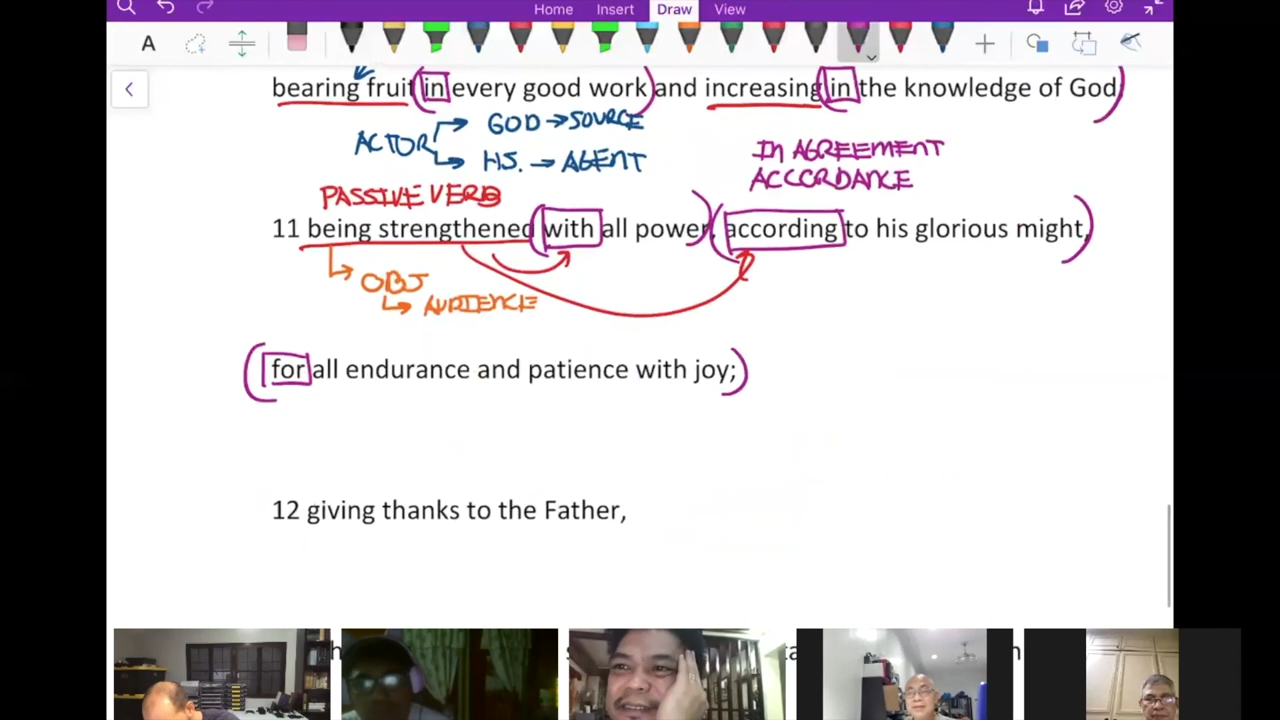 Home Insert Draw View
A
bearing fruit in every good work and increasing in the knowledge of God
ACTOR GOD → SOURCE
HS. → AGENT
In AGREEMENT
ACCORDANCE
PASSIVE VERB
11 being strengthened with all power, according to his glorious might,
OBJ
AUDIENCE
for all endurance and patience with joy;
12 giving thanks to the Father,